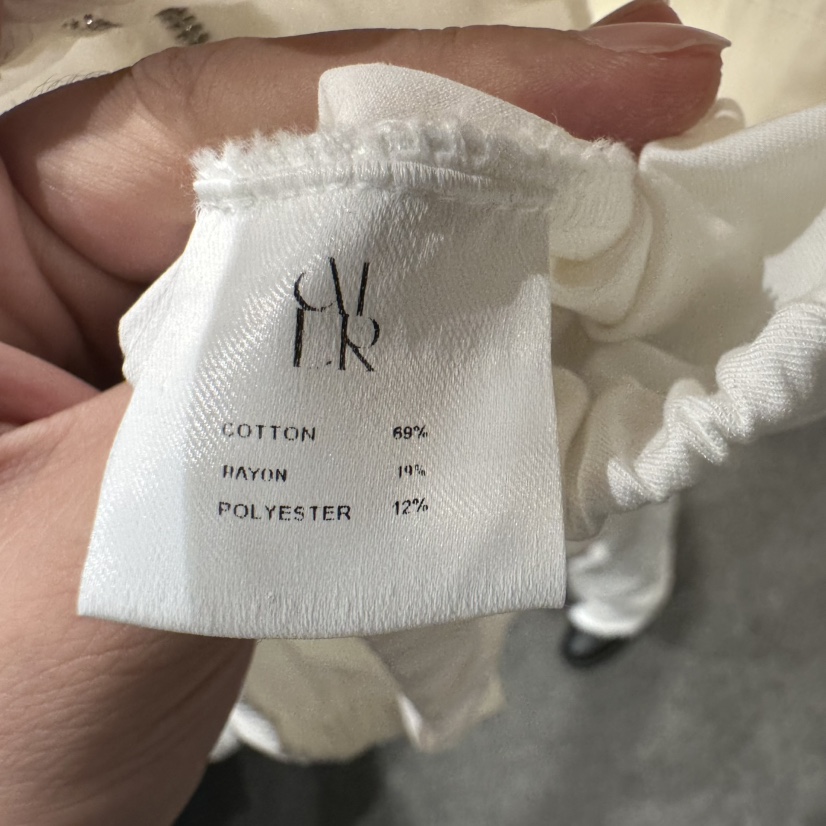 COTTON 69%
RAYON 19%
POLYESTER 12%